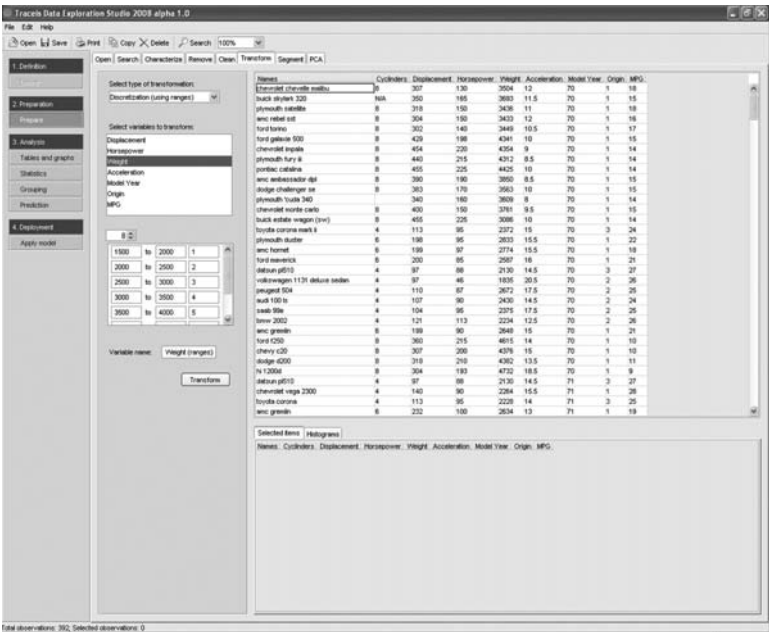 Traceis Data Exploration Studio 2008 alpha 1.0
File Edit Help
Open Save Print Copy Delete Search 100%
Open Search Characterize Remove Clean Transform Segment PCA
1. Definition
2. Preparation
Prepare
3. Analysis
Tables and graphs
Statistics
Grouping
Prediction
4. Deployment
Apply model
Select type of transformation:
Discretization (using ranges)
Select variables to transform:
Displacement
Horsepower
Weight
Acceleration
Model Year
Origin
MPG
8
1500 to 2000 1
2000 to 2500 2
2500 to 3000 3
3000 to 3500 4
3500 to 4000 5
Variable name: Weight (ranges)
Transform
Names Cyclinders Displacement Horsepower Weight Acceleration Model Year Origin MPG
chevrolet chevelle malibu 8 307 130 3504 12 70 1 18
buick skylark 320 N/A 350 165 3693 11.5 70 1 15
plymouth satellite 8 318 150 3436 11 70 1 18
amc rebel sst 8 304 150 3433 12 70 1 16
ford torino 8 302 140 3449 10.5 70 1 17
ford galaxie 500 8 429 198 4341 10 70 1 15
chevrolet impala 8 454 220 4354 9 70 1 14
plymouth fury iii 8 440 215 4312 8.5 70 1 14
pontiac catalina 8 455 225 4425 10 70 1 14
amc ambassador dpl 8 390 190 3850 8.5 70 1 15
dodge challenger se 8 383 170 3563 10 70 1 15
plymouth 'cuda 340 340 160 3609 8 70 1 14
chevrolet monte carlo 8 400 150 3761 9.5 70 1 15
buick estate wagon (sw) 8 455 225 3086 10 70 1 14
toyota corona mark ii 4 113 95 2372 15 70 3 24
plymouth duster 6 198 95 2833 15.5 70 1 22
amc hornet 6 199 97 2774 15.5 70 1 18
ford maverick 6 200 85 2587 16 70 1 21
datsun pl510 4 97 88 2130 14.5 70 3 27
volkswagen 1131 deluxe sedan 4 97 46 1835 20.5 70 2 26
peugeot 504 4 110 87 2672 17.5 70 2 25
audi 100 ls 4 107 90 2430 14.5 70 2 24
saab 99e 4 104 95 2375 17.5 70 2 25
bmw 2002 4 121 113 2234 12.5 70 2 26
amc gremlin 6 199 90 2648 15 70 1 21
ford f250 8 360 215 4615 14 70 1 10
chevy c20 8 307 200 4376 15 70 1 10
dodge d200 8 318 210 4382 13.5 70 1 11
hi 1200d 8 304 193 4732 18.5 70 1 9
datsun pl510 4 97 88 2130 14.5 71 3 27
chevrolet vega 2300 4 140 90 2264 15.5 71 1 28
toyota corona 4 113 95 2228 14 71 3 25
amc gremlin 6 232 100 2634 13 71 1 19
Selected items Histograms
Names Cyclinders Displacement Horsepower Weight Acceleration Model Year Origin MPG
Total observations: 392, Selected observations: 0